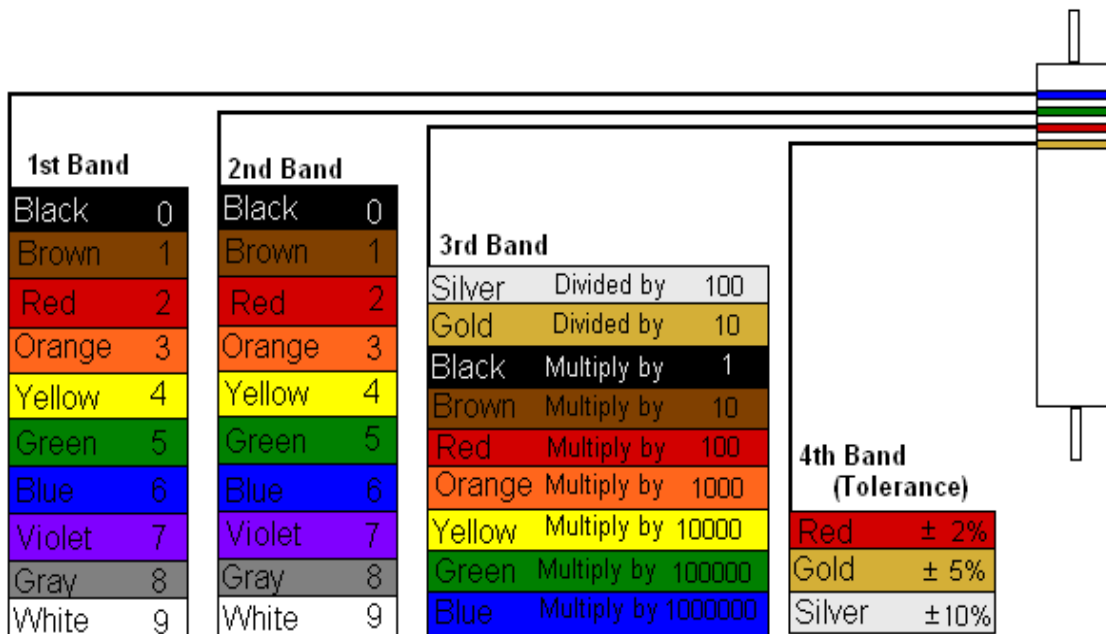 1st Band
Black 0
Brown 1
Red 2
Orange 3
Yellow 4
Green 5
Blue 6
Violet 7
Gray 8
White 9
2nd Band
Black 0
Brown 1
Red 2
Orange 3
Yellow 4
Green 5
Blue 6
Violet 7
Gray 8
White 9
3rd Band
Silver Divided by 100
Gold Divided by 10
Black Multiply by 1
Brown Multiply by 10
Red Multiply by 100
Orange Multiply by 1000
Yellow Multiply by 10000
Green Multiply by 100000
Blue Multiply by 1000000
4th Band
(Tolerance)
Red ± 2%
Gold ± 5%
Silver ±10%